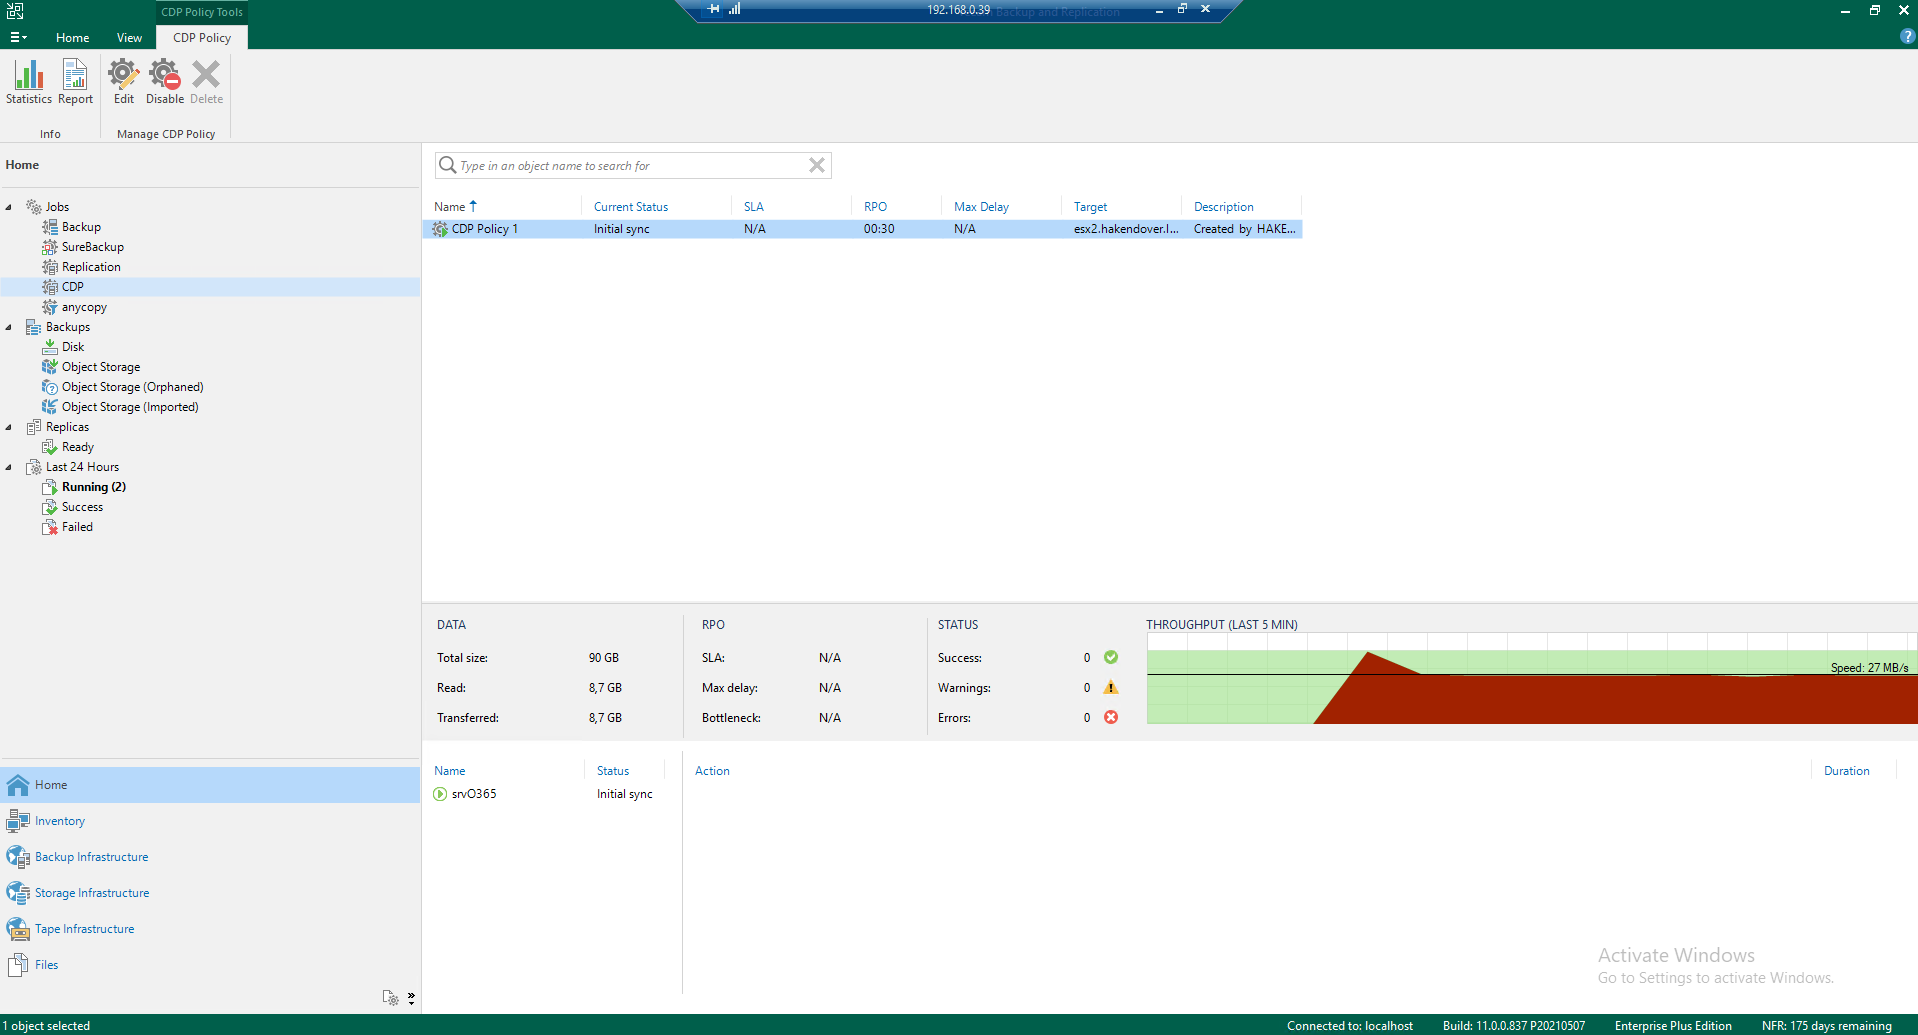 CDP Policy Tools
192.168.0.39
Backup and Replication
Home
View
CDP Policy
Statistics
Report
Edit
Disable
Delete
Info
Manage CDP Policy
Home
Type in an object name to search for
Jobs
Backup
SureBackup
Replication
CDP
anycopy
Backups
Disk
Object Storage
Object Storage (Orphaned)
Object Storage (Imported)
Replicas
Ready
Last 24 Hours
Running (2)
Success
Failed
Name Current Status SLA RPO Max Delay Target Description
CDP Policy 1 Initial sync N/A 00:30 N/A esx2.hakendover.l... Created by HAKE...
DATA
Total size: 90 GB
Read: 8,7 GB
Transferred: 8,7 GB
RPO
SLA: N/A
Max delay: N/A
Bottleneck: N/A
STATUS
Success: 0
Warnings: 0
Errors: 0
THROUGHPUT (LAST 5 MIN)
Speed: 27 MB/s
Name Status
srvO365 Initial sync
Action Duration
Home
Inventory
Backup Infrastructure
Storage Infrastructure
Tape Infrastructure
Files
Activate Windows
Go to Settings to activate Windows.
1 object selected
Connected to: localhost
Build: 11.0.0.837 P20210507
Enterprise Plus Edition
NFR: 175 days remaining